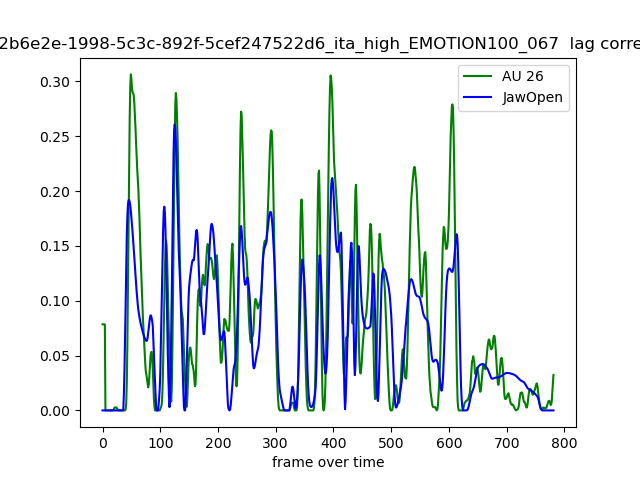 2b6e2e-1998-5c3c-892f-5cef247522d6_ita_high_EMOTION100_067 lag corre
AU 26
JawOpen
0.30
0.25
0.20
0.15
0.10
0.05
0.00
0 100 200 300 400 500 600 700 800
frame over time